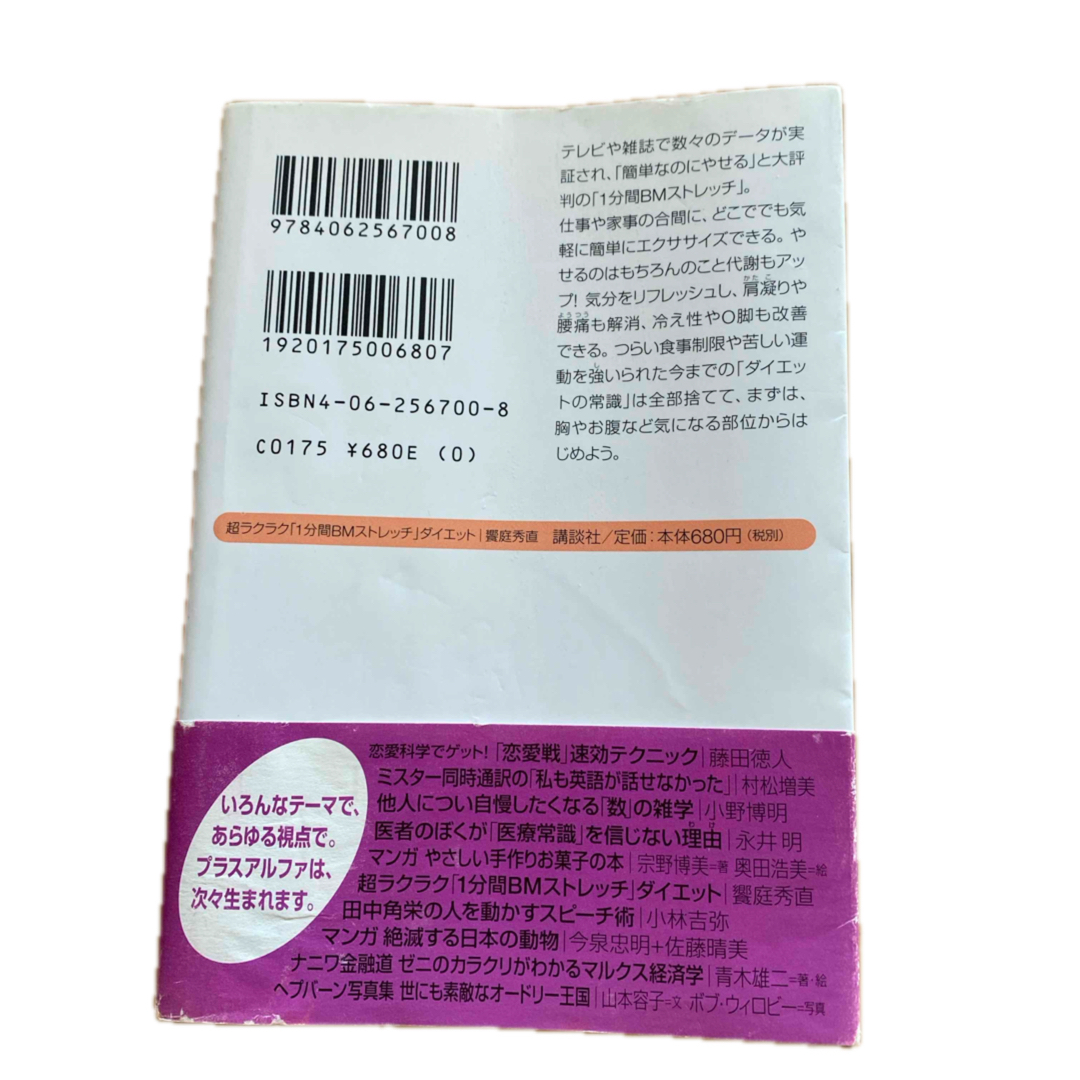 9784062567008
1920175006807
ISBN4-06-256700-8
C0175 ¥680E (0)
テレビや雑誌で数々のデータが実
証され、「簡単なのにやせる」と大評
判の「1分間BMストレッチ」。
仕事や家事の合間に、どこででも気
軽に簡単にエクササイズできる。や
せるのはもちろんのこと代謝もアッ
プ! 気分をリフレッシュし、肩凝りや
腰痛も解消、冷え性やO脚も改善
できる。つらい食事制限や苦しい運
動を強いられた今までの「ダイエッ
トの常識」は全部捨てて、まずは、
胸やお腹など気になる部位からは
じめよう。
超ラクラク「1分間BMストレッチ」ダイエット|饗庭秀直 講談社/定価:本体680円(税別)
いろんなテーマで、
あらゆる視点で。
プラスアルファは、
次々生まれます。
恋愛科学でゲット!「恋愛戦」速効テクニック|藤田徳人
ミスター同時通訳の「私も英語が話せなかった」|村松増美
他人につい自慢したくなる「数」の雑学|小野博明
医者のぼくが「医療常識」を信じない理由|永井 明
マンガ やさしい手作りお菓子の本|宗野博美=著 奥田浩美=絵
超ラクラク「1分間BMストレッチ」ダイエット|饗庭秀直
田中角栄の人を動かすスピーチ術|小林吉弥
マンガ 絶滅する日本の動物|今泉忠明+佐藤晴美
ナニワ金融道 ゼニのカラクリがわかるマルクス経済学|青木雄二=著・絵
ヘプバーン写真集 世にも素敵なオードリー王国|山本容子=文 ボブ・ウィロビー=写真